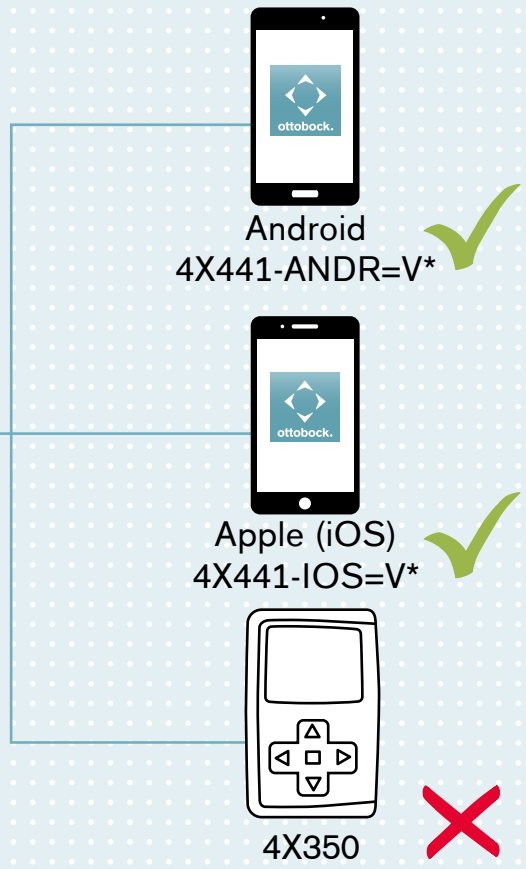 ottobock.
Android
4X441-ANDR=V*
ottobock.
Apple (iOS)
4X441-IOS=V*
4X350